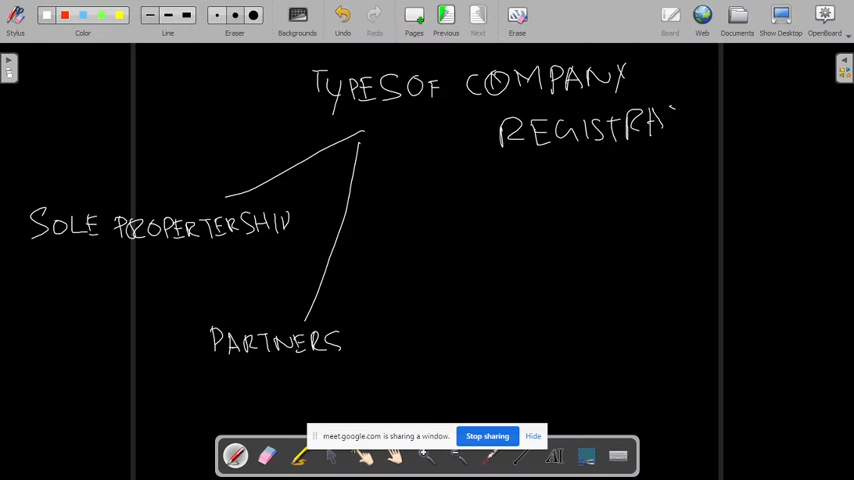 Stylus
Color
Line
Eraser
Backgrounds
Undo
Redo
Pages
Previous
Next
Erase
Board
Web
Documents
Show Desktop
OpenBoard
TYPES OF COMPANY
REGISTRA
SOLE PROPERTERSHIP
PARTNERS
meet.google.com is sharing a window.
Stop sharing
Hide
AI